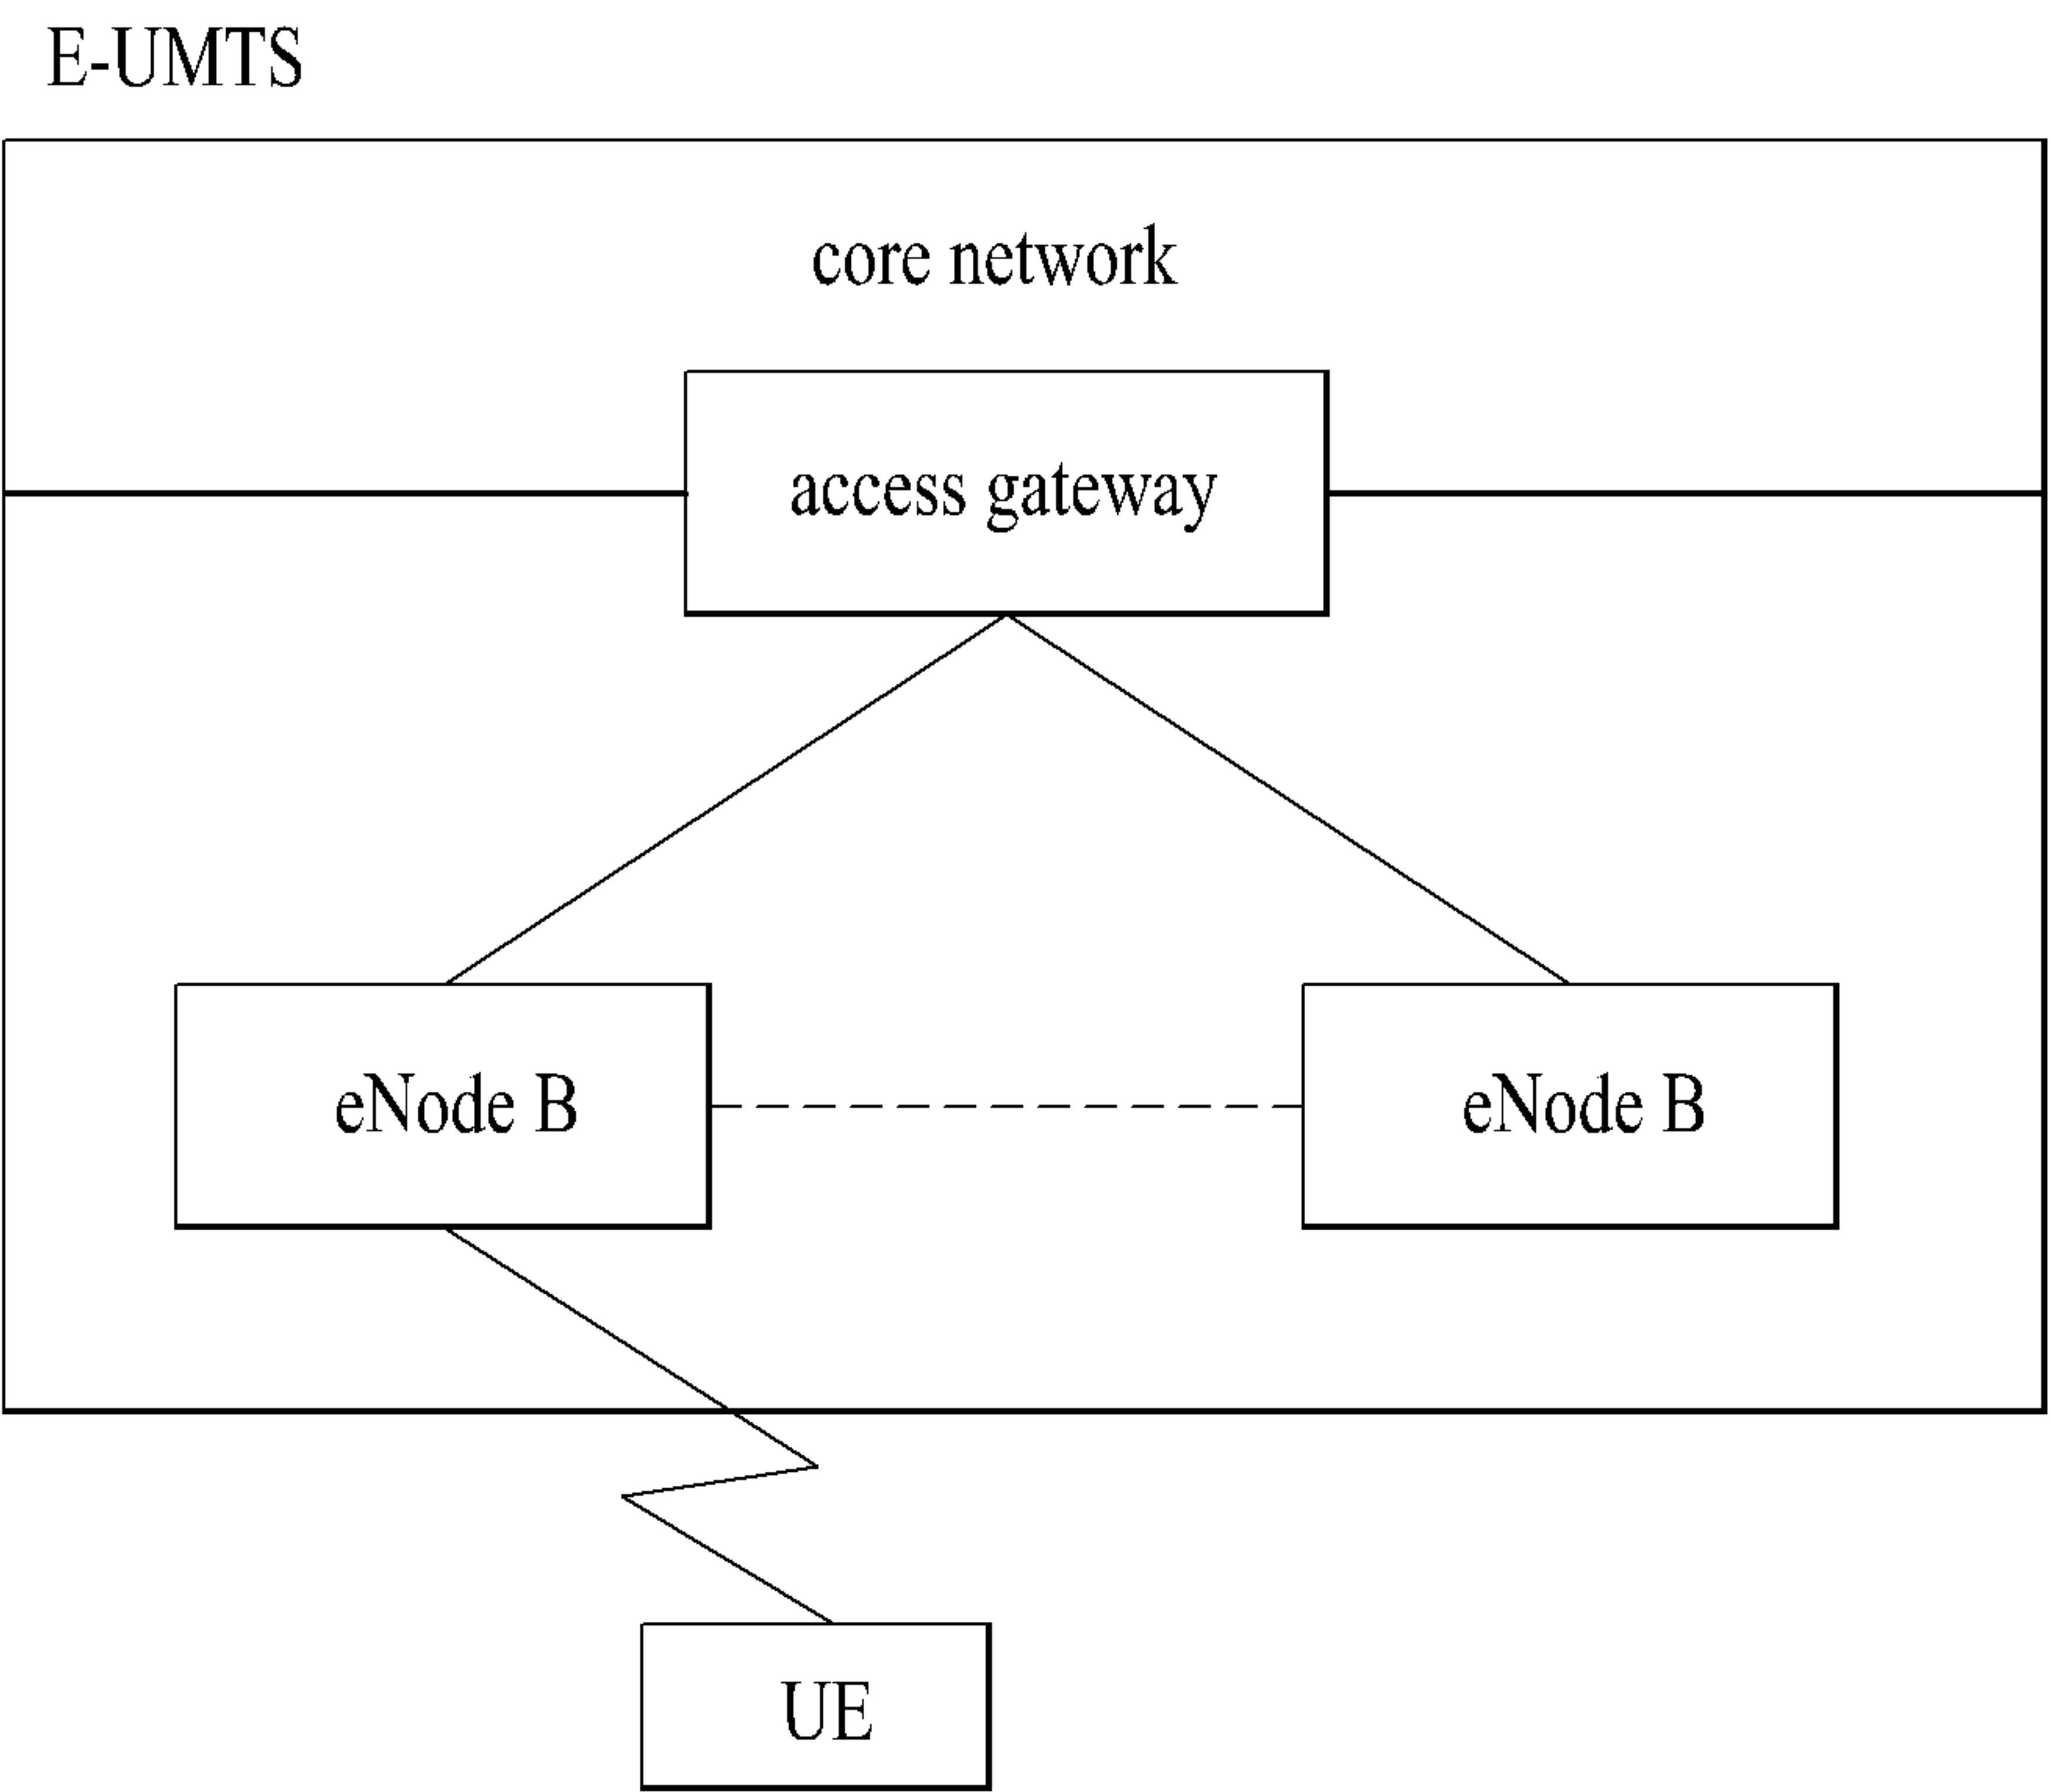 E-UMTS
core network
access gateway
eNode B
eNode B
UE